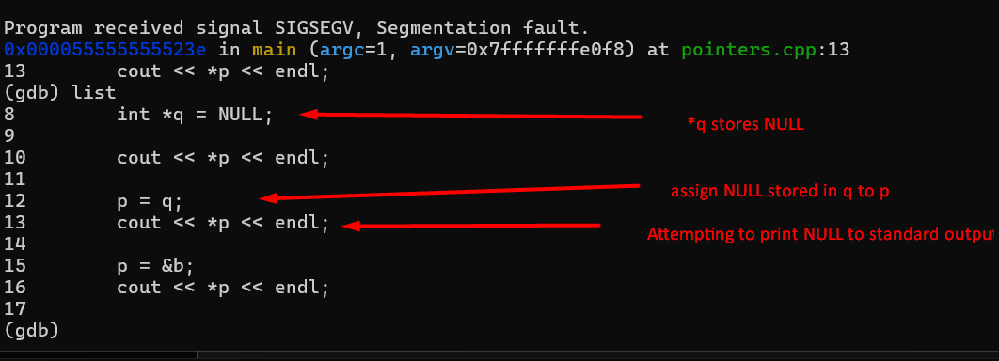 Program received signal SIGSEGV, Segmentation fault.
0x000055555555523e in main (argc=1, argv=0x7fffffffe0f8) at pointers.cpp:13
13 cout << *p << endl;
(gdb) list
8 int *q = NULL; *q stores NULL
9
10 cout << *p << endl;
11
12 p = q; assign NULL stored in q to p
13 cout << *p << endl; Attempting to print NULL to standard output
14
15 p = &b;
16 cout << *p << endl;
17
(gdb)